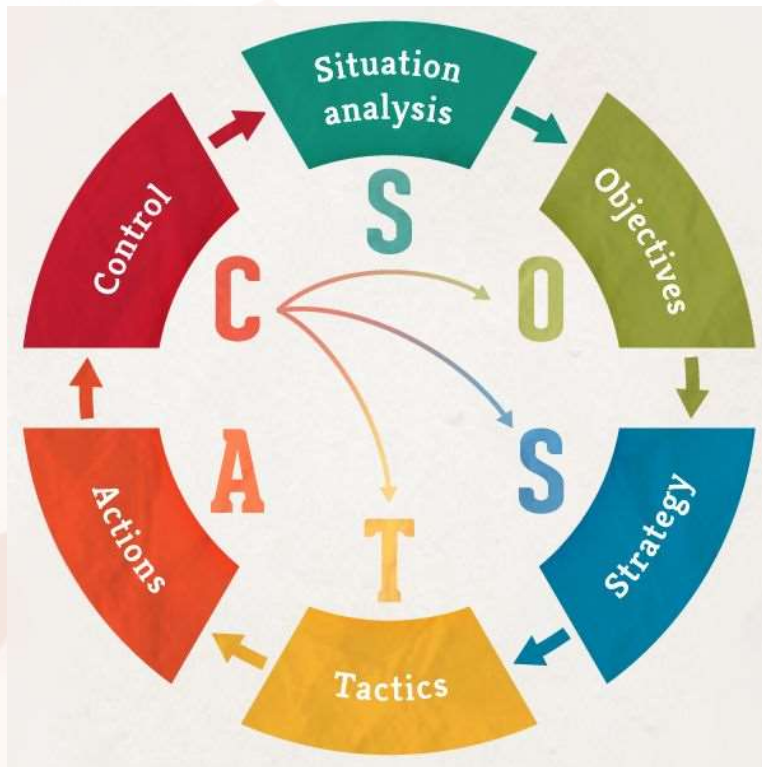 Situation
analysis
Objectives
Strategy
Tactics
Actions
Control
S
O
S
T
A
C